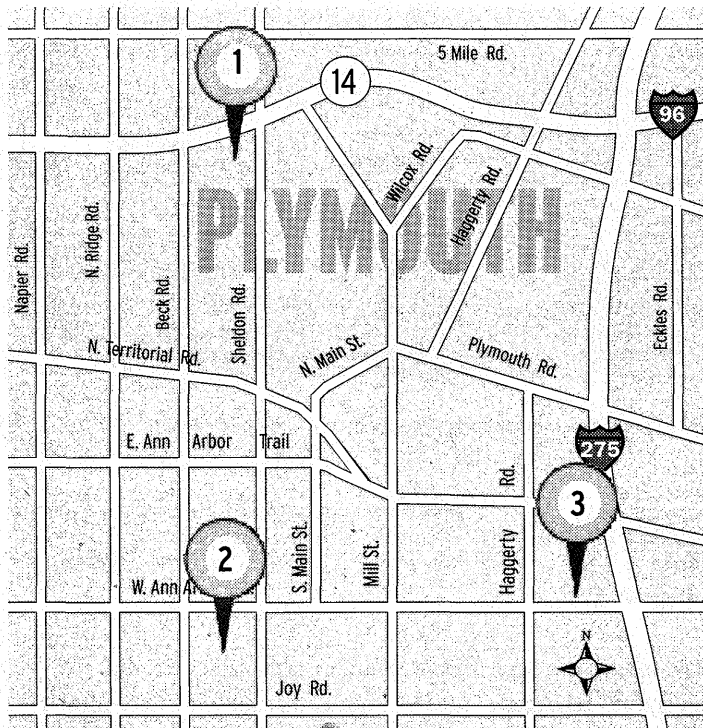 5 Mile Rd.
1
14
96
Wilcox Rd.
Haggerty Rd.
PLYMOUTH
Napier Rd.
N. Ridge Rd.
Beck Rd.
Sheldon Rd.
Eckles Rd.
N. Territorial Rd.
N. Main St.
Plymouth Rd.
E. Ann Arbor Trail
275
Haggerty Rd.
3
2
S. Main St.
Mill St.
W. Ann
N
Joy Rd.